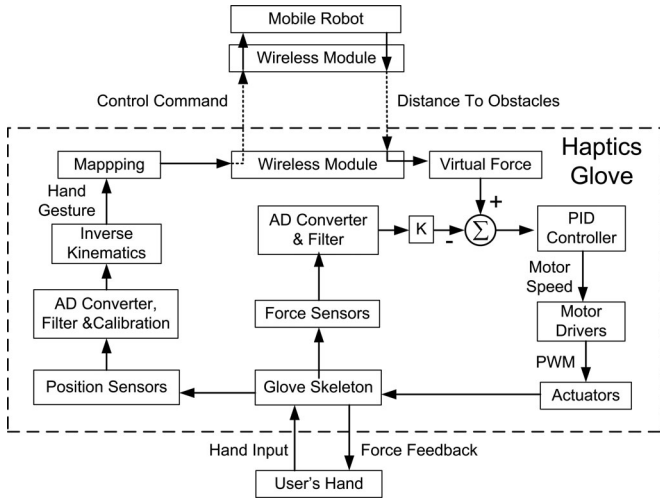 Mobile Robot
Wireless Module
Control Command
Distance To Obstacles
Haptics
Glove
Mappping
Wireless Module
Virtual Force
Hand
Gesture
+
AD Converter
& Filter
K
-
Σ
PID
Controller
Inverse
Kinematics
Motor
Speed
AD Converter,
Filter &Calibration
Force Sensors
Motor
Drivers
PWM
Position Sensors
Glove Skeleton
Actuators
Hand Input
Force Feedback
User's Hand